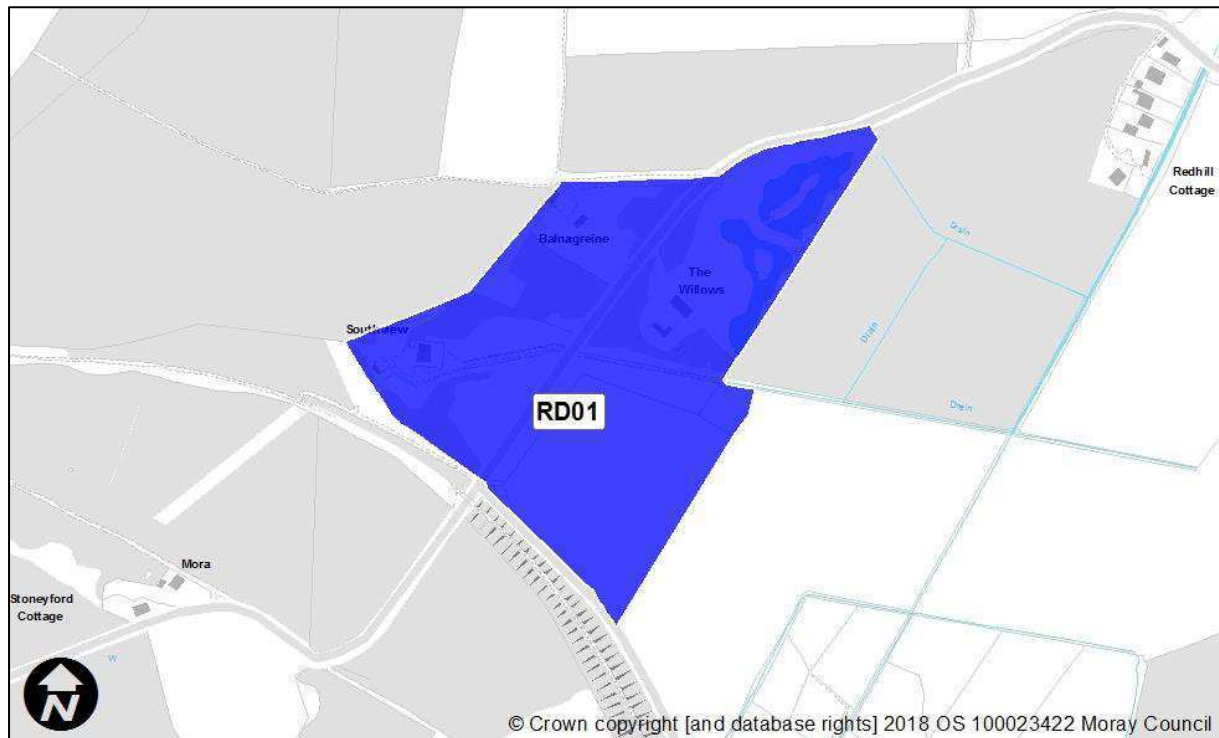 Redhill
Cottage
Drain
Balnagreine
The
Willows
Southview
Drain
Drain
RD01
Mora
Stoneyford
Cottage
W
N
© Crown copyright [and database rights] 2018 OS 100023422 Moray Council